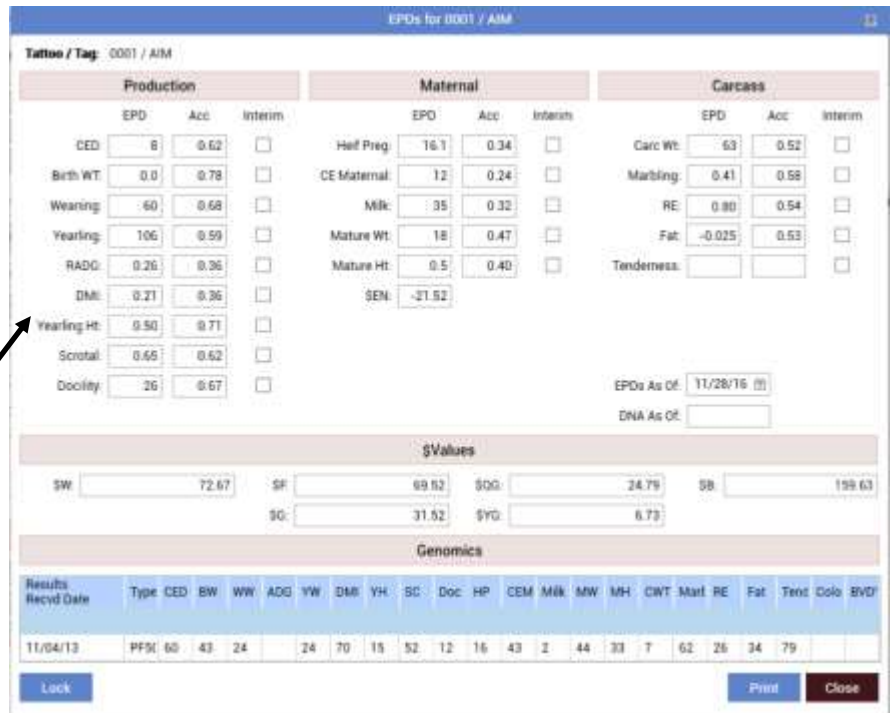 EPDs for 0001 / AIM
Tattoo / Tag: 0001 / AIM
Production Maternal Carcass
EPD Acc Interim EPD Acc Interim EPD Acc Interim
CED: 8 0.62 Heif Preg: 16.1 0.34 Carc Wt: 63 0.52
Birth WT: 0.0 0.78 CE Maternal: 12 0.24 Marbling: 0.41 0.58
Weaning: 60 0.68 Milk: 35 0.32 RE: 0.80 0.54
Yearling: 106 0.59 Mature Wt: 18 0.47 Fat: -0.025 0.53
RADG: 0.26 0.36 Mature Ht: 0.5 0.40 Tenderness:
DMI: 0.21 0.36 $EN: -21.52
Yearling Ht: 0.50 0.71
Scrotal: 0.65 0.62
Docility: 26 0.67 EPDs As Of: 11/28/16
DNA As Of:
$Values
$W: 72.67 $F: 69.52 $QG: 24.79 $B: 159.63
$G: 31.52 $YG: 6.73
Genomics
Results Recvd Date Type CED BW WW ADG YW DMI YH SC Doc HP CEM Milk MW MH CWT Marl RE Fat Tend Colo BVD
11/04/13 PF50 60 43 24 24 70 15 52 12 16 43 2 44 33 7 62 26 34 79
Lock Print Close